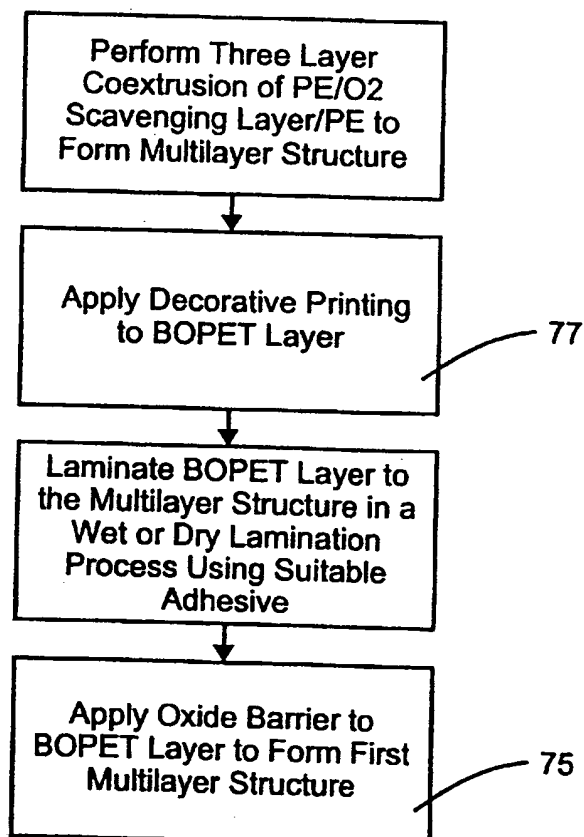 Perform Three Layer
Coextrusion of PE/O2
Scavenging Layer/PE to
Form Multilayer Structure
Apply Decorative Printing
to BOPET Layer
77
Laminate BOPET Layer to
the Multilayer Structure in a
Wet or Dry Lamination
Process Using Suitable
Adhesive
Apply Oxide Barrier to
BOPET Layer to Form First
Multilayer Structure
75